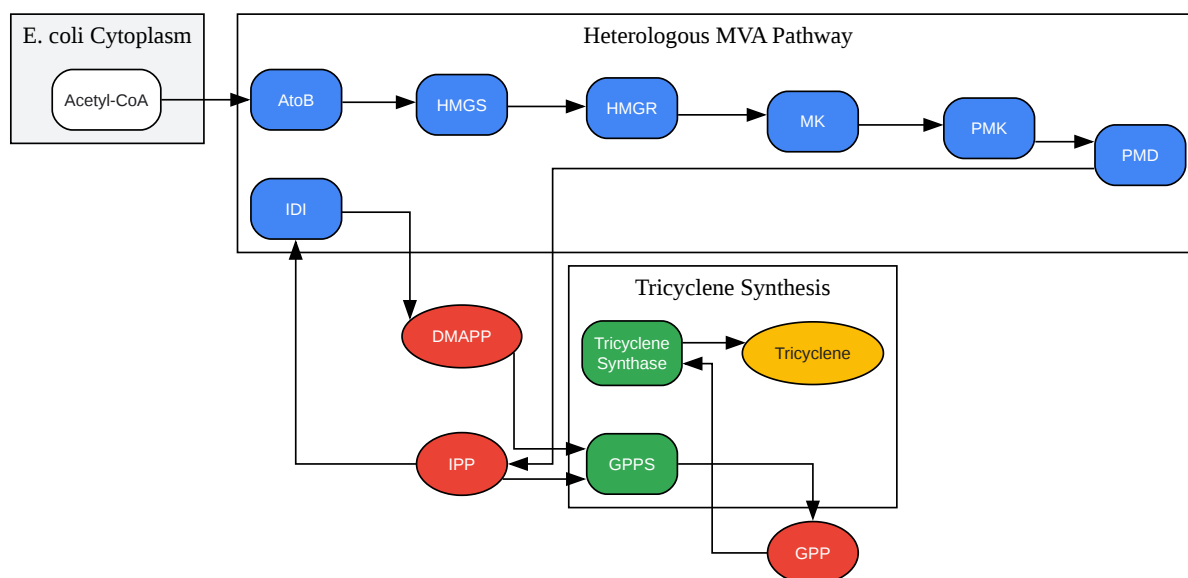 E. coli Cytoplasm
Heterologous MVA Pathway
Acetyl-CoA
AtoB
HMGS
HMGR
MK
PMK
PMD
IDI
Tricyclene Synthesis
DMAPP
Tricyclene
Synthase
Tricyclene
IPP
GPPS
GPP